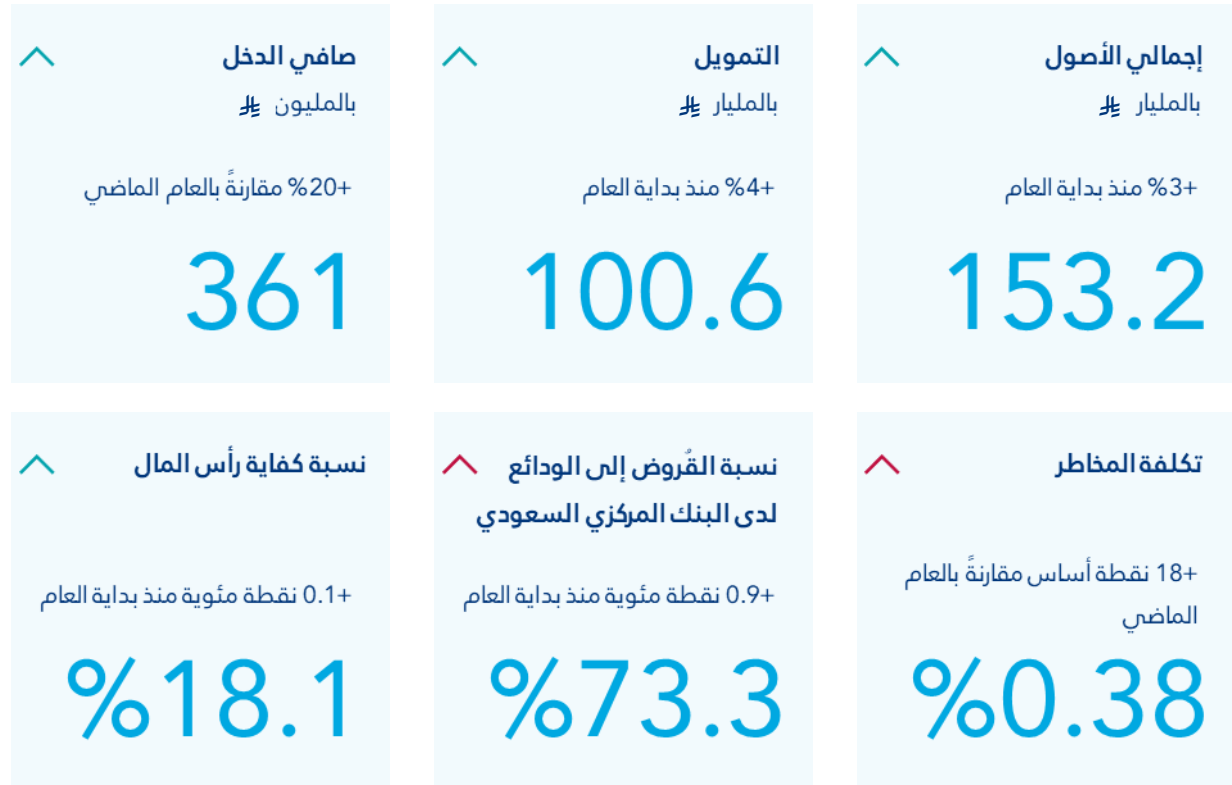 إجمالي الأصول
بالمليار ⃁
+3% منذ بداية العام
153.2
التمويل
بالمليار ⃁
+4% منذ بداية العام
100.6
صافي الدخل
بالمليون ⃁
+20% مقارنةً بالعام الماضي
361
تكلفة المخاطر
+18 نقطة أساس مقارنةً بالعام
الماضي
%0.38
نسبة القُروض إلى الودائع
لدى البنك المركزي السعودي
+0.9 نقطة مئوية منذ بداية العام
%73.3
نسبة كفاية رأس المال
+0.1 نقطة مئوية منذ بداية العام
%18.1